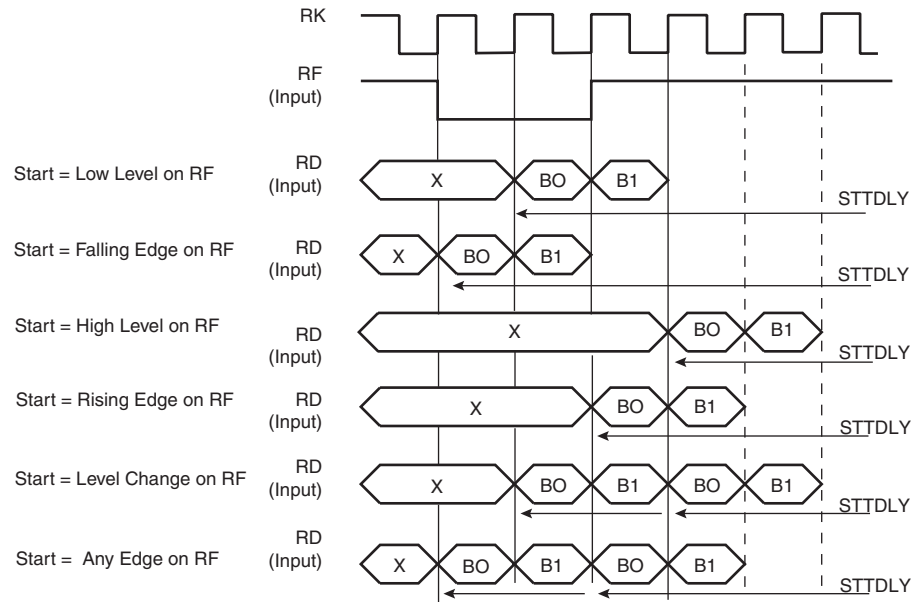 RK
RF
(Input)
Start = Low Level on RF
RD
(Input)
X
BO
B1
STTDLY
Start = Falling Edge on RF
RD
(Input)
X
BO
B1
STTDLY
Start = High Level on RF
RD
(Input)
X
BO
B1
STTDLY
Start = Rising Edge on RF
RD
(Input)
X
BO
B1
STTDLY
Start = Level Change on RF
RD
(Input)
X
BO
B1
BO
B1
STTDLY
Start = Any Edge on RF
RD
(Input)
X
BO
B1
BO
B1
STTDLY